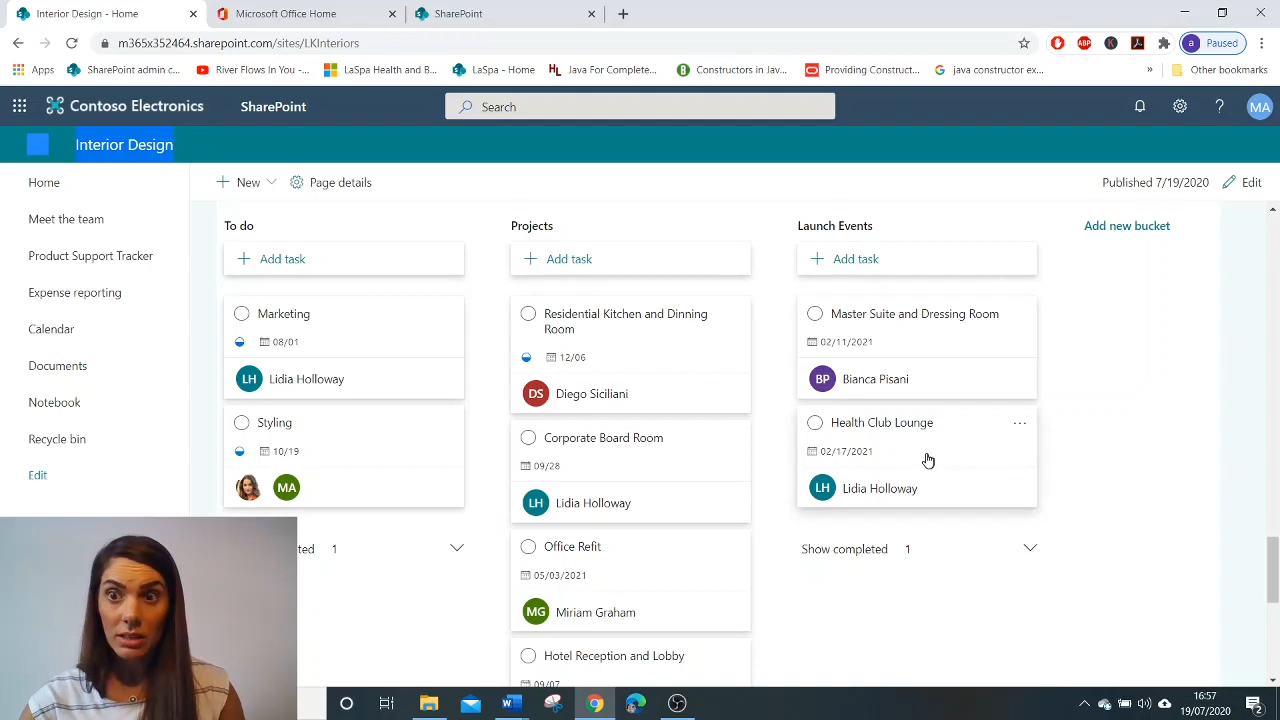 Interior Design - Home
Microsoft Office Home
SharePoint
m365x352464.sharepoint.com/sites/LKInteriors
ABP
K
a
Paused
Apps
SharePoint admin c...
River Flows In You -...
LaSpa-Health and B...
LaSpa - Home
HL
Java For Complete...
Constructors in Jav...
Providing Construct...
java constructor ex...
»
Other bookmarks
Contoso Electronics
SharePoint
Search
?
MA
Interior Design
Home
Meet the team
Product Support Tracker
Expense reporting
Calendar
Documents
Notebook
Recycle bin
Edit
+ New
Page details
Published 7/19/2020
Edit
To do
+ Add task
Marketing
08/01
LH Lidia Holloway
Styling
10/19
MA
ted 1
Projects
+ Add task
Residential Kitchen and Dinning
Room
12/06
DS Diego Siciliani
Corporate Board Room
09/28
LH Lidia Holloway
Office Refit
05/03/2021
MG Miriam Graham
Hotel Reception and Lobby
09/07
Launch Events
+ Add task
Master Suite and Dressing Room
02/11/2021
BP Bianca Pisani
Health Club Lounge
...
02/17/2021
LH Lidia Holloway
Show completed 1
Add new bucket
16:57
19/07/2020
2